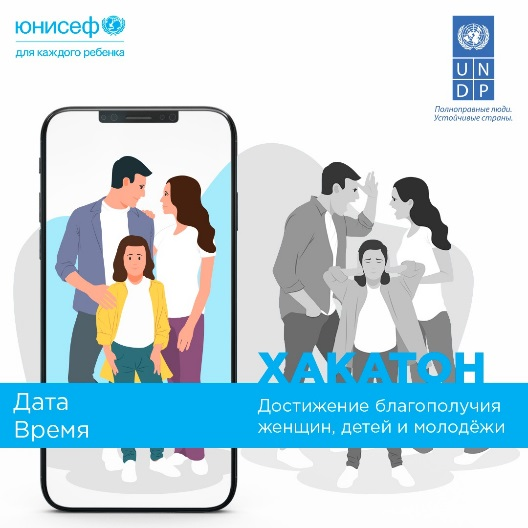 юнисеф
для каждого ребенка
U N
D P
Полноправные люди.
Устойчивые страны.
ХАКАТОН
Дата
Время
Достижение благополучия
женщин, детей и молодёжи